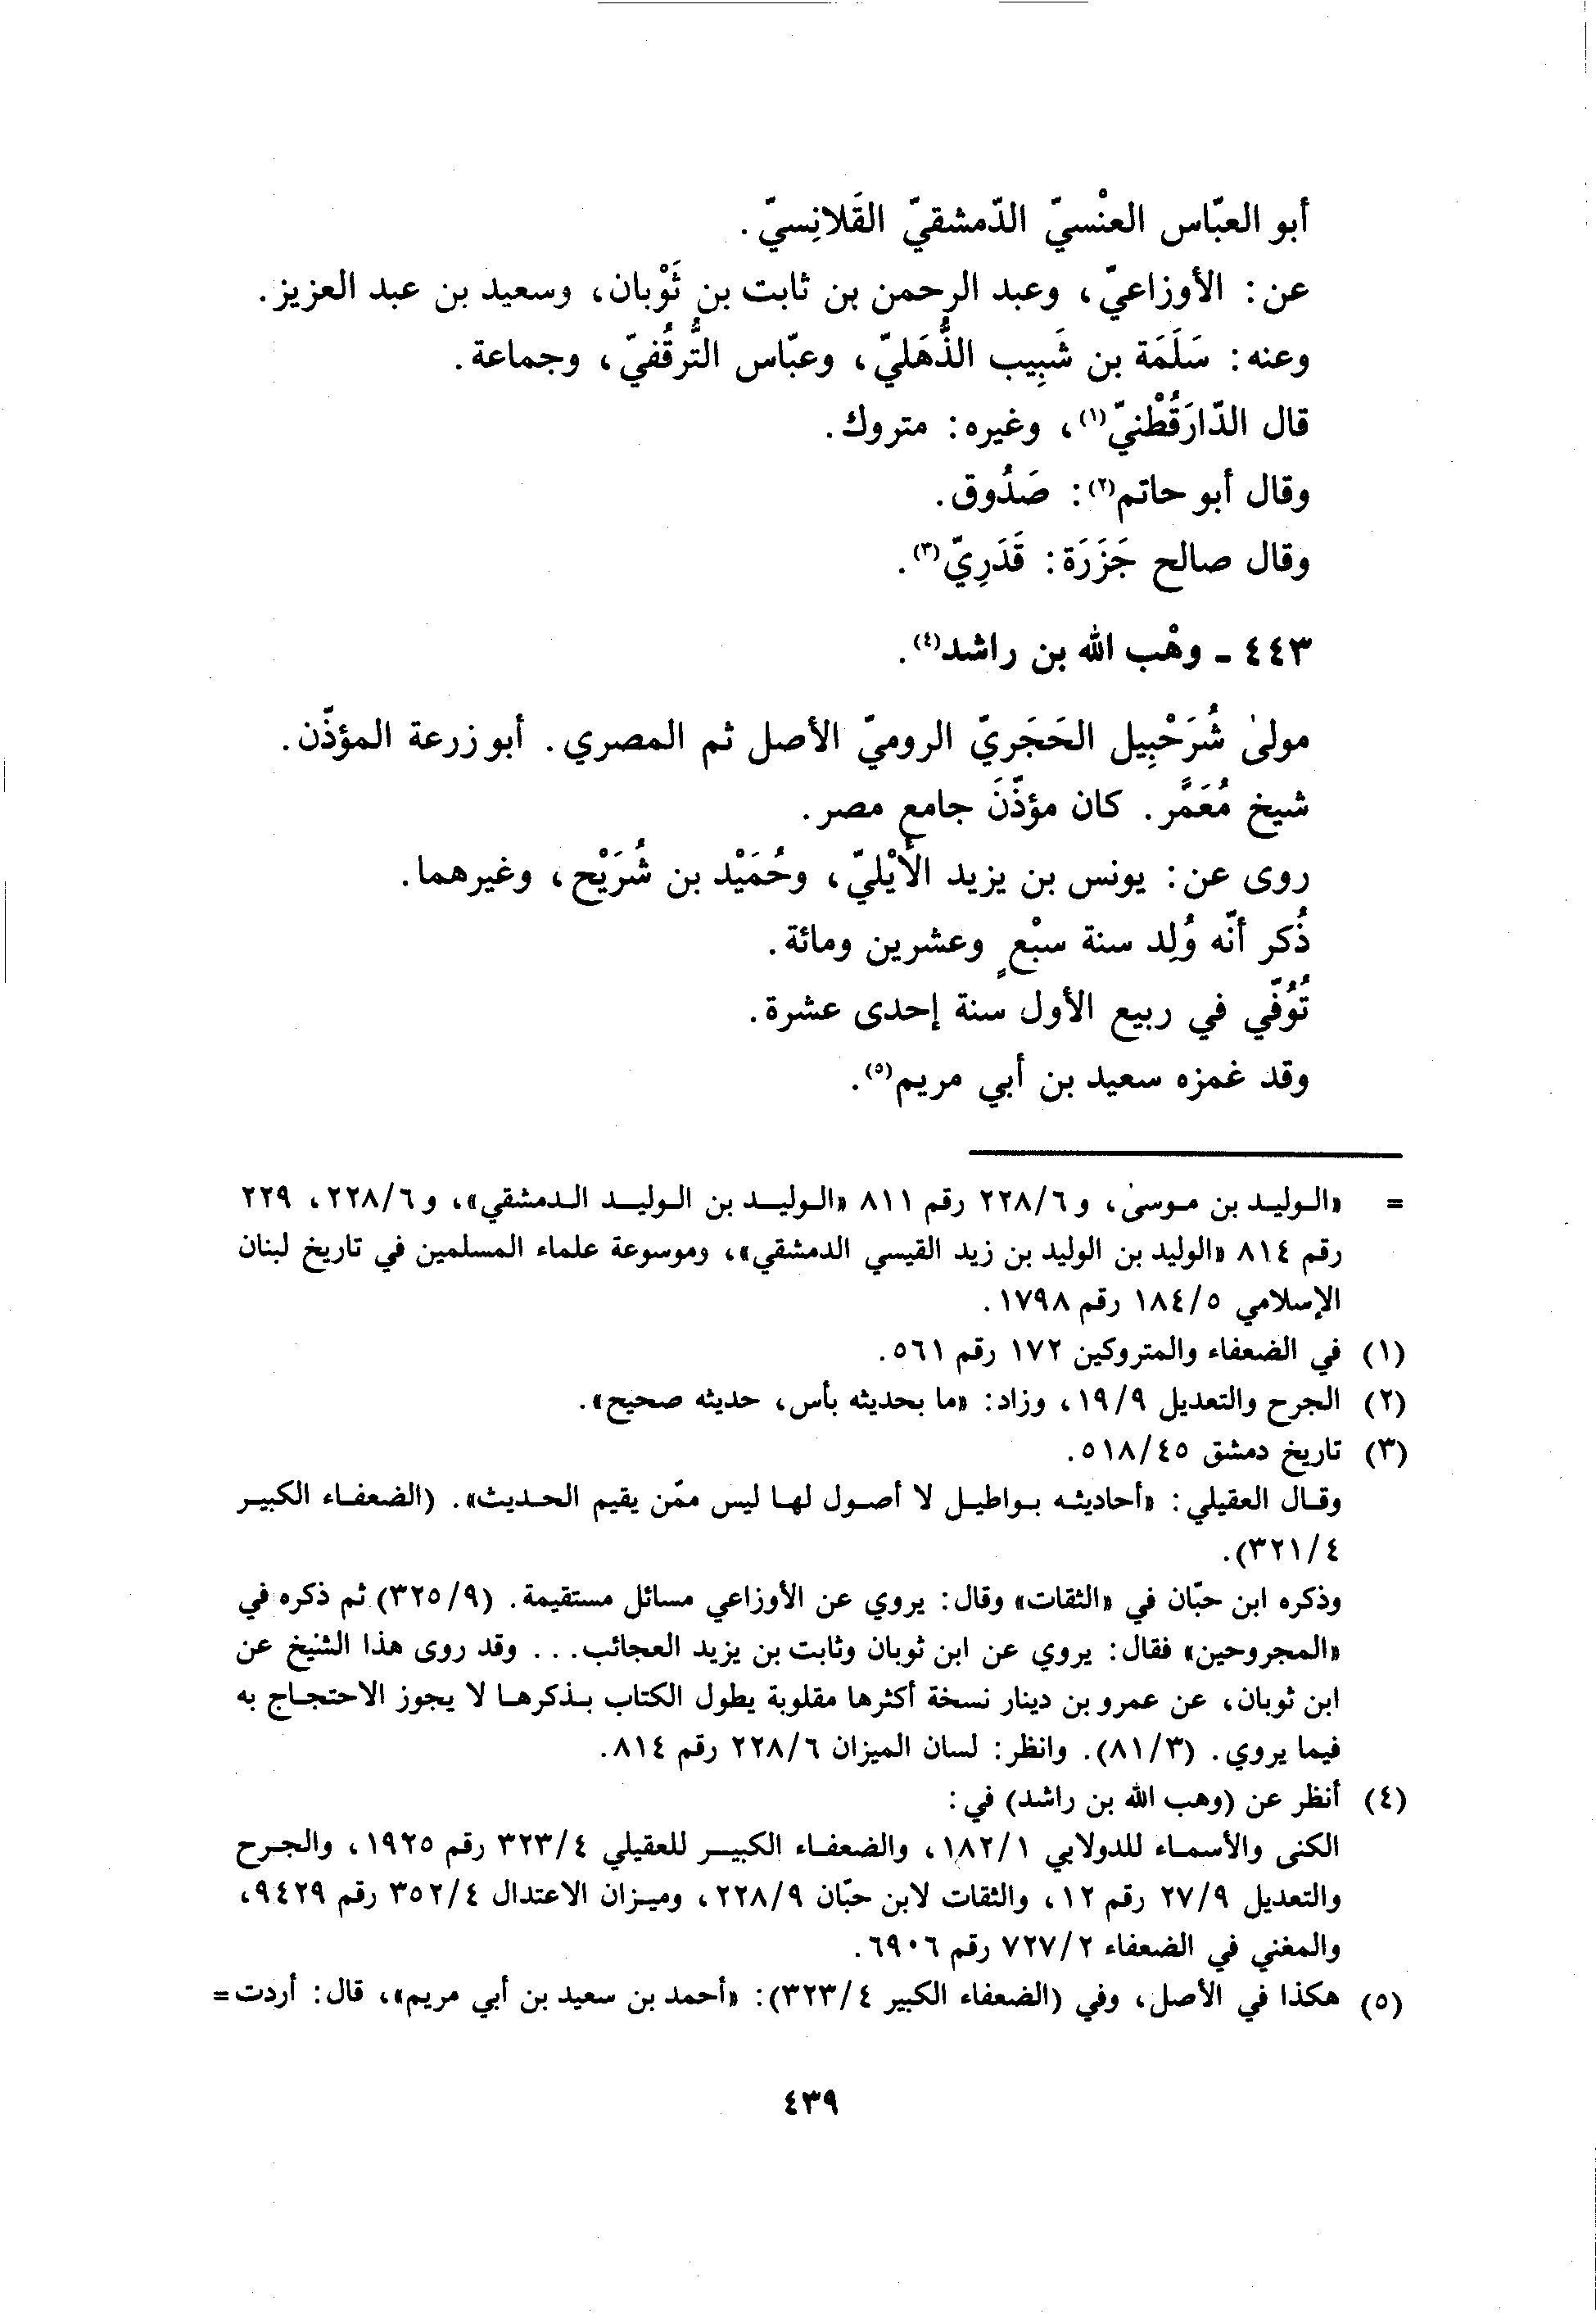 أبو العبّاس العنْسيّ الدّمشقيّ القَلانِسيّ.
عن: الأوزاعيّ، وعبد الرحمن بن ثابت بن ثَوْبان، وسعيد بن عبد العزيز.
وعنه: سَلَمَة بن شَبِيب الذُّهَليّ، وعبّاس التُّرقُفيّ، وجماعة.
قال الدّارَقُطْنيّ(١)، وغيره: متروك.
وقال أبو حاتم(٢): صَدُوق.
وقال صالح جَزَرَة: قَدَرِيّ(٣).
٤٤٣ - وهْب الله بن راشد(٤).
مولىٰ شُرَحْبِيل الحَجَريّ الروميّ الأصل ثم المصري. أبو زرعة المؤذّن.
شيخ مُعَمَّر. كان مؤذّنَ جامع مصر.
روى عن: يونس بن يزيد الأَيْليّ، وحُمَيْد بن شُرَيْح، وغيرهما.
ذُكر أنّه وُلِد سنة سبْعٍ وعشرين ومائة.
تُوُفّي في ربيع الأول سنة إحدى عشرة.
وقد غمزه سعيد بن أبي مريم(٥).
= «الوليد بن موسىٰ، و٢٢٨/٦ رقم ٨١١ «الوليد بن الوليد الدمشقي»، و٢٢٨/٦، ٢٢٩
رقم ٨١٤ «الوليد بن الوليد بن زيد القيسي الدمشقي»، وموسوعة علماء المسلمين في تاريخ لبنان
الإسلامي ١٨٤/٥ رقم ١٧٩٨.
(١) في الضعفاء والمتروكين ١٧٢ رقم ٥٦١.
(٢) الجرح والتعديل ١٩/٩، وزاد: «ما بحديثه بأس، حديثه صحيح».
(٣) تاريخ دمشق ٥١٨/٤٥.
وقال العقيلي: «أحاديثه بواطيل لا أصول لها ليس ممّن يقيم الحديث». (الضعفاء الكبير
٣٢١/٤).
وذكره ابن حبّان في «الثقات» وقال: يروي عن الأوزاعي مسائل مستقيمة. (٣٢٥/٩) ثم ذكره في
«المجروحين» فقال: يروي عن ابن ثوبان وثابت بن يزيد العجائب... وقد روى هذا الشيخ عن
ابن ثوبان، عن عمرو بن دينار نسخة أكثرها مقلوبة يطول الكتاب بذكرها لا يجوز الاحتجاج به
فيما يروي. (٨١/٣). وانظر: لسان الميزان ٢٢٨/٦ رقم ٨١٤.
(٤) أنظر عن (وهب الله بن راشد) في:
الكنى والأسماء للدولابي ١٨٢/١، والضعفاء الكبير للعقيلي ٣٢٣/٤ رقم ١٩٢٥، والجرح
والتعديل ٢٧/٩ رقم ١٢، والثقات لابن حبّان ٢٢٨/٩، وميزان الاعتدال ٣٥٢/٤ رقم ٩٤٢٩،
والمغني في الضعفاء ٧٢٧/٢ رقم ٦٩٠٦.
(٥) هكذا في الأصل، وفي (الضعفاء الكبير ٣٢٣/٤): «أحمد بن سعيد بن أبي مريم»، قال: أردت =
٤٣٩